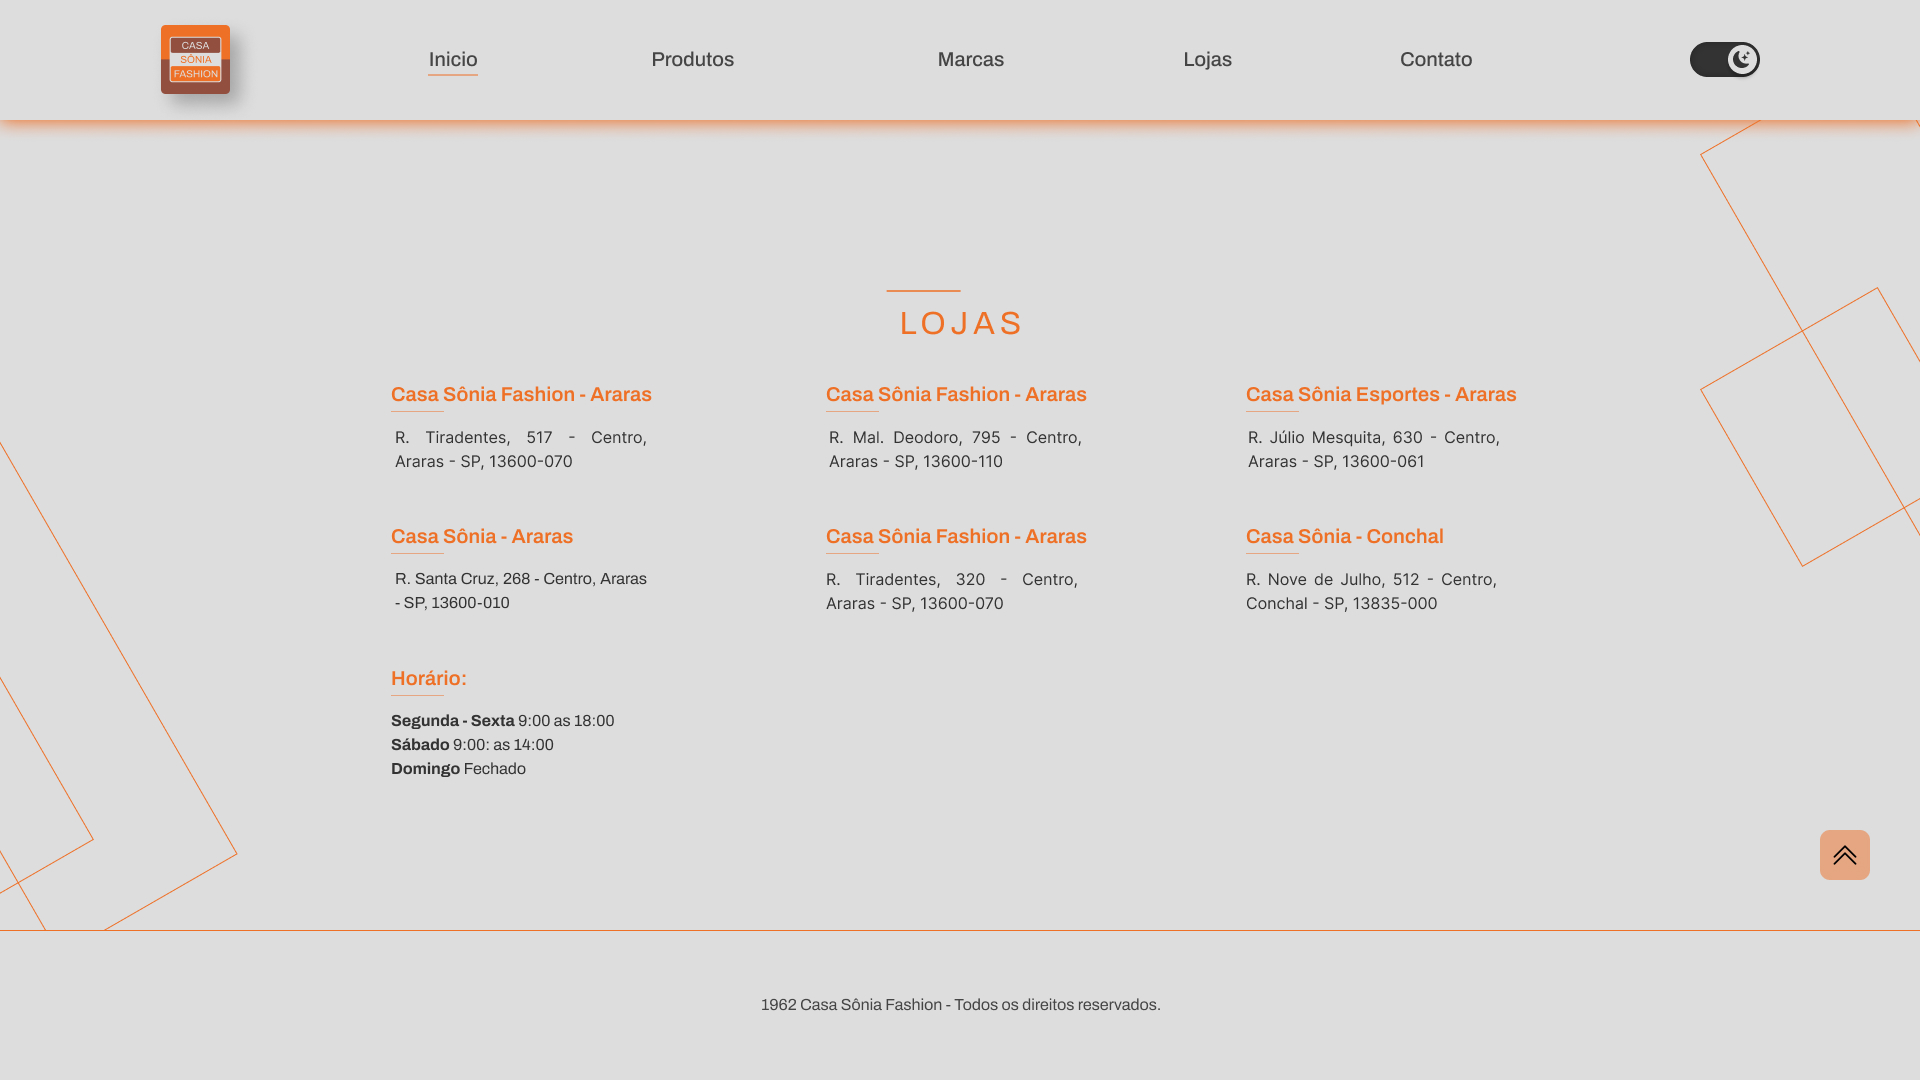 CASA
SÔNIA
FASHION
Inicio
Produtos
Marcas
Lojas
Contato
LOJAS
Casa Sônia Fashion - Araras
R. Tiradentes, 517 - Centro,
Araras - SP, 13600-070
Casa Sônia Fashion - Araras
R. Mal. Deodoro, 795 - Centro,
Araras - SP, 13600-110
Casa Sônia Esportes - Araras
R. Júlio Mesquita, 630 - Centro,
Araras - SP, 13600-061
Casa Sônia - Araras
R. Santa Cruz, 268 - Centro, Araras
- SP, 13600-010
Casa Sônia Fashion - Araras
R. Tiradentes, 320 - Centro,
Araras - SP, 13600-070
Casa Sônia - Conchal
R. Nove de Julho, 512 - Centro,
Conchal - SP, 13835-000
Horário:
Segunda - Sexta 9:00 as 18:00
Sábado 9:00: as 14:00
Domingo Fechado
1962 Casa Sônia Fashion - Todos os direitos reservados.